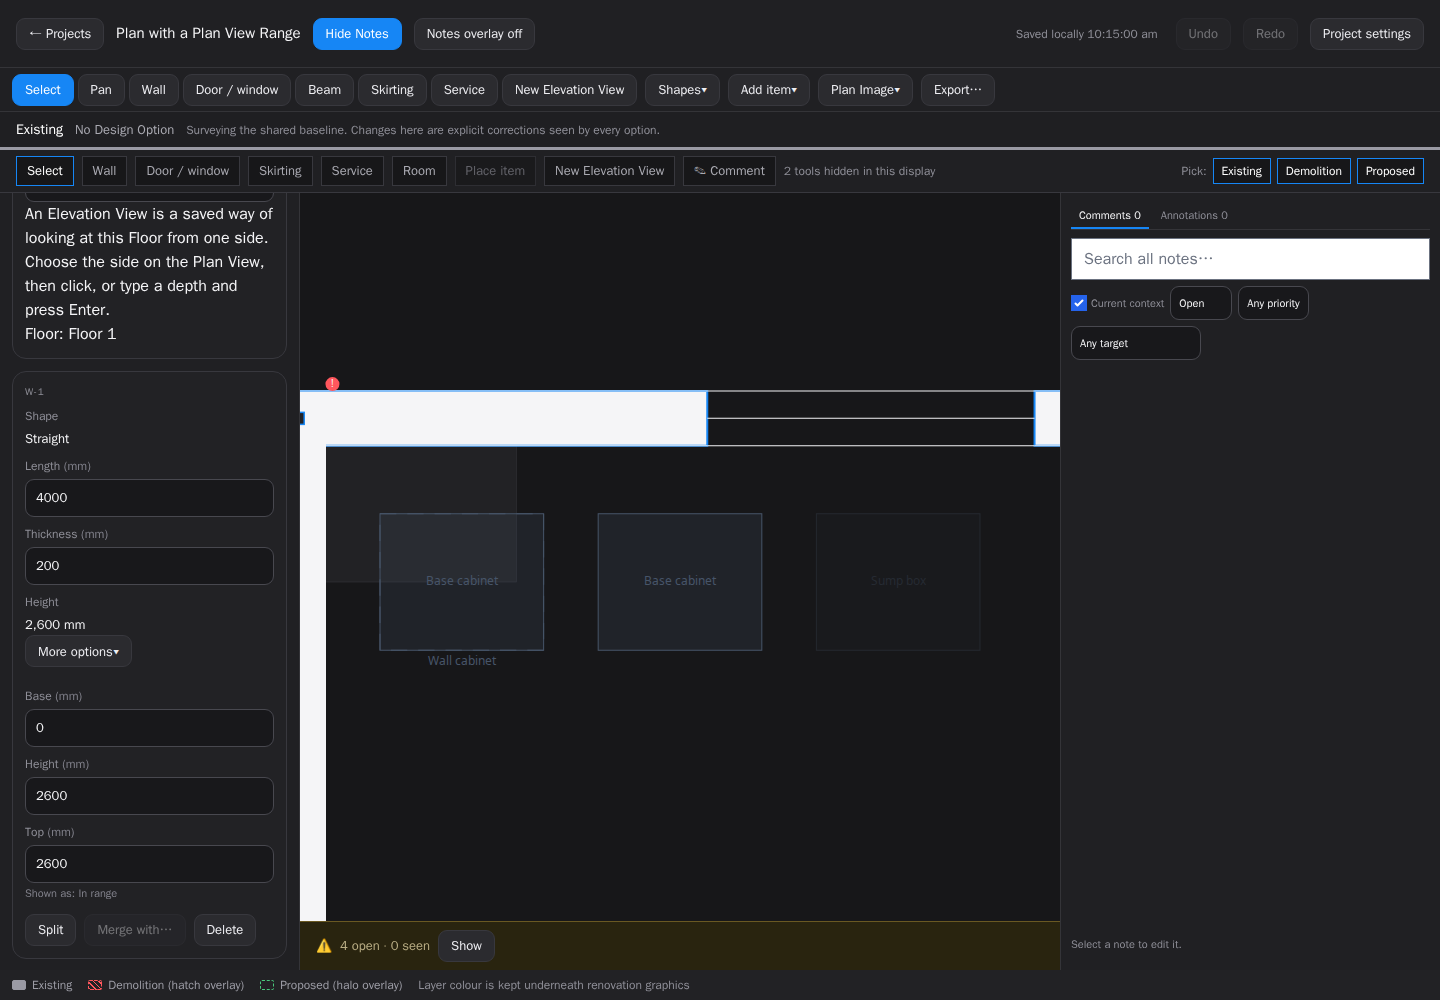 ← Projects
Plan with a Plan View Range
Hide Notes
Notes overlay off
Saved locally 10:15:00 am
Undo
Redo
Project settings
Select
Pan
Wall
Door / window
Beam
Skirting
Service
New Elevation View
Shapes▾
Add item▾
Plan Image▾
Export⋯
Existing
No Design Option
Surveying the shared baseline. Changes here are explicit corrections seen by every option.
Select
Wall
Door / window
Skirting
Service
Room
Place item
New Elevation View
✎ Comment
2 tools hidden in this display
Pick:
Existing
Demolition
Proposed
An Elevation View is a saved way of
looking at this Floor from one side.
Choose the side on the Plan View,
then click, or type a depth and
press Enter.
Floor: Floor 1
W-1
Shape
Straight
Length (mm)
4000
Thickness (mm)
200
Height
2,600 mm
More options▾
Base (mm)
0
Height (mm)
2600
Top (mm)
2600
Shown as: In range
Split
Merge with⋯
Delete
!
Base cabinet
Wall cabinet
Base cabinet
Sump box
⚠ 4 open · 0 seen
Show
Comments 0
Annotations 0
Search all notes⋯
Current context
Open
Any priority
Any target
Select a note to edit it.
Existing
Demolition (hatch overlay)
Proposed (halo overlay)
Layer colour is kept underneath renovation graphics